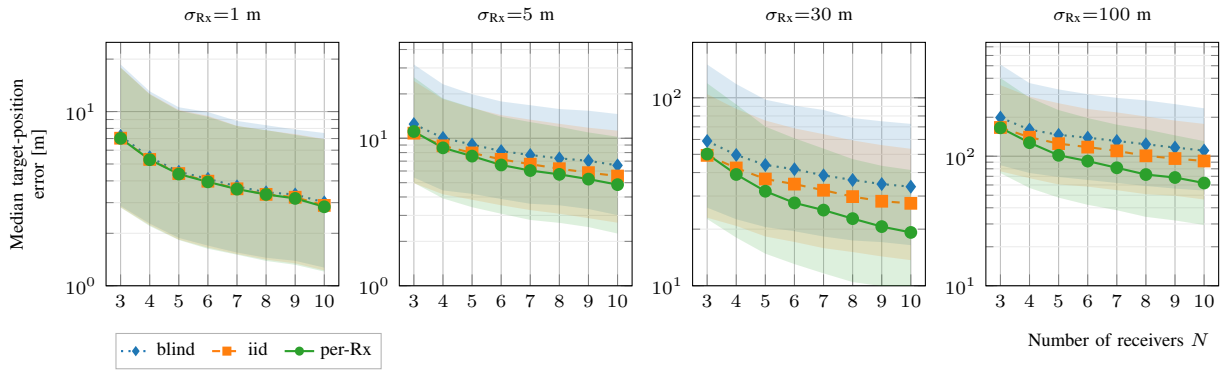 σRx=1 m
σRx=5 m
σRx=30 m
σRx=100 m
Median target-position
error [m]
10¹
10⁰
10¹
10⁰
10²
10¹
10²
10¹
3 4 5 6 7 8 9 10
3 4 5 6 7 8 9 10
3 4 5 6 7 8 9 10
3 4 5 6 7 8 9 10
blind iid per-Rx
Number of receivers N